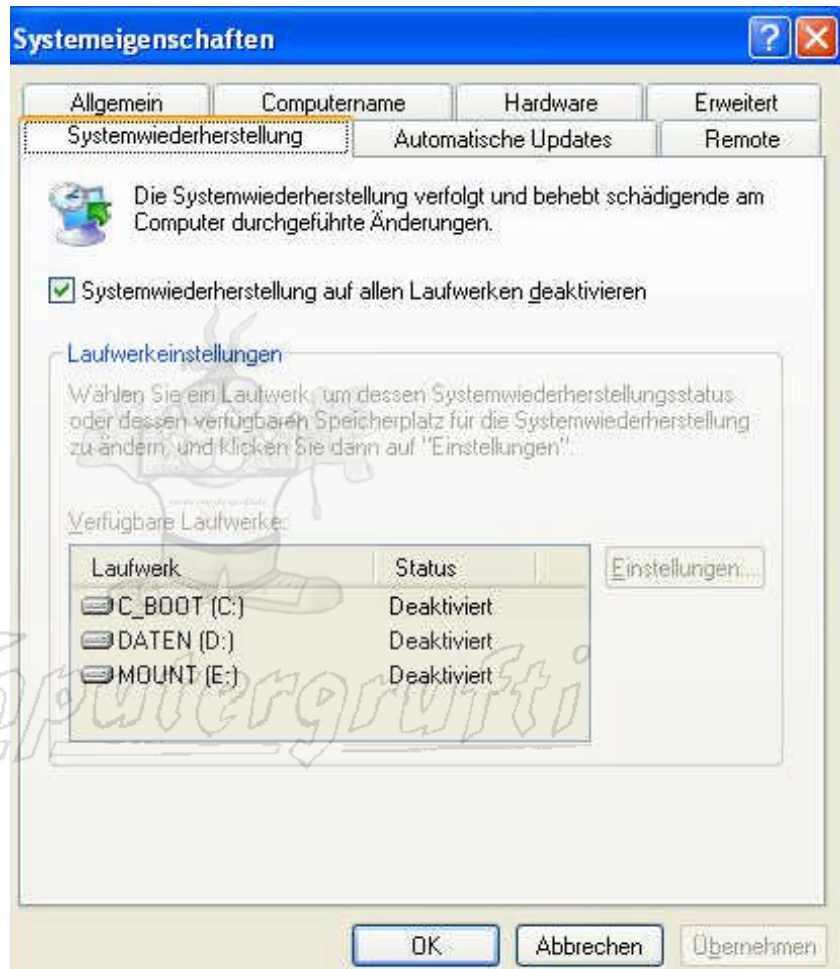 Systemeigenschaften
Allgemein
Computername
Hardware
Erweitert
Systemwiederherstellung
Automatische Updates
Remote
Die Systemwiederherstellung verfolgt und behebt schädigende am
Computer durchgeführte Änderungen.
Systemwiederherstellung auf allen Laufwerken deaktivieren
Laufwerkeinstellungen
Wählen Sie ein Laufwerk, um dessen Systemwiederherstellungsstatus
oder dessen verfügbaren Speicherplatz für die Systemwiederherstellung
zu ändern, und klicken Sie dann auf "Einstellungen".
Verfügbare Laufwerke:
Laufwerk Status
Einstellungen...
C_BOOT (C:) Deaktiviert
DATEN (D:) Deaktiviert
MOUNT (E:) Deaktiviert
mputergrufti
OK
Abbrechen
Übernehmen